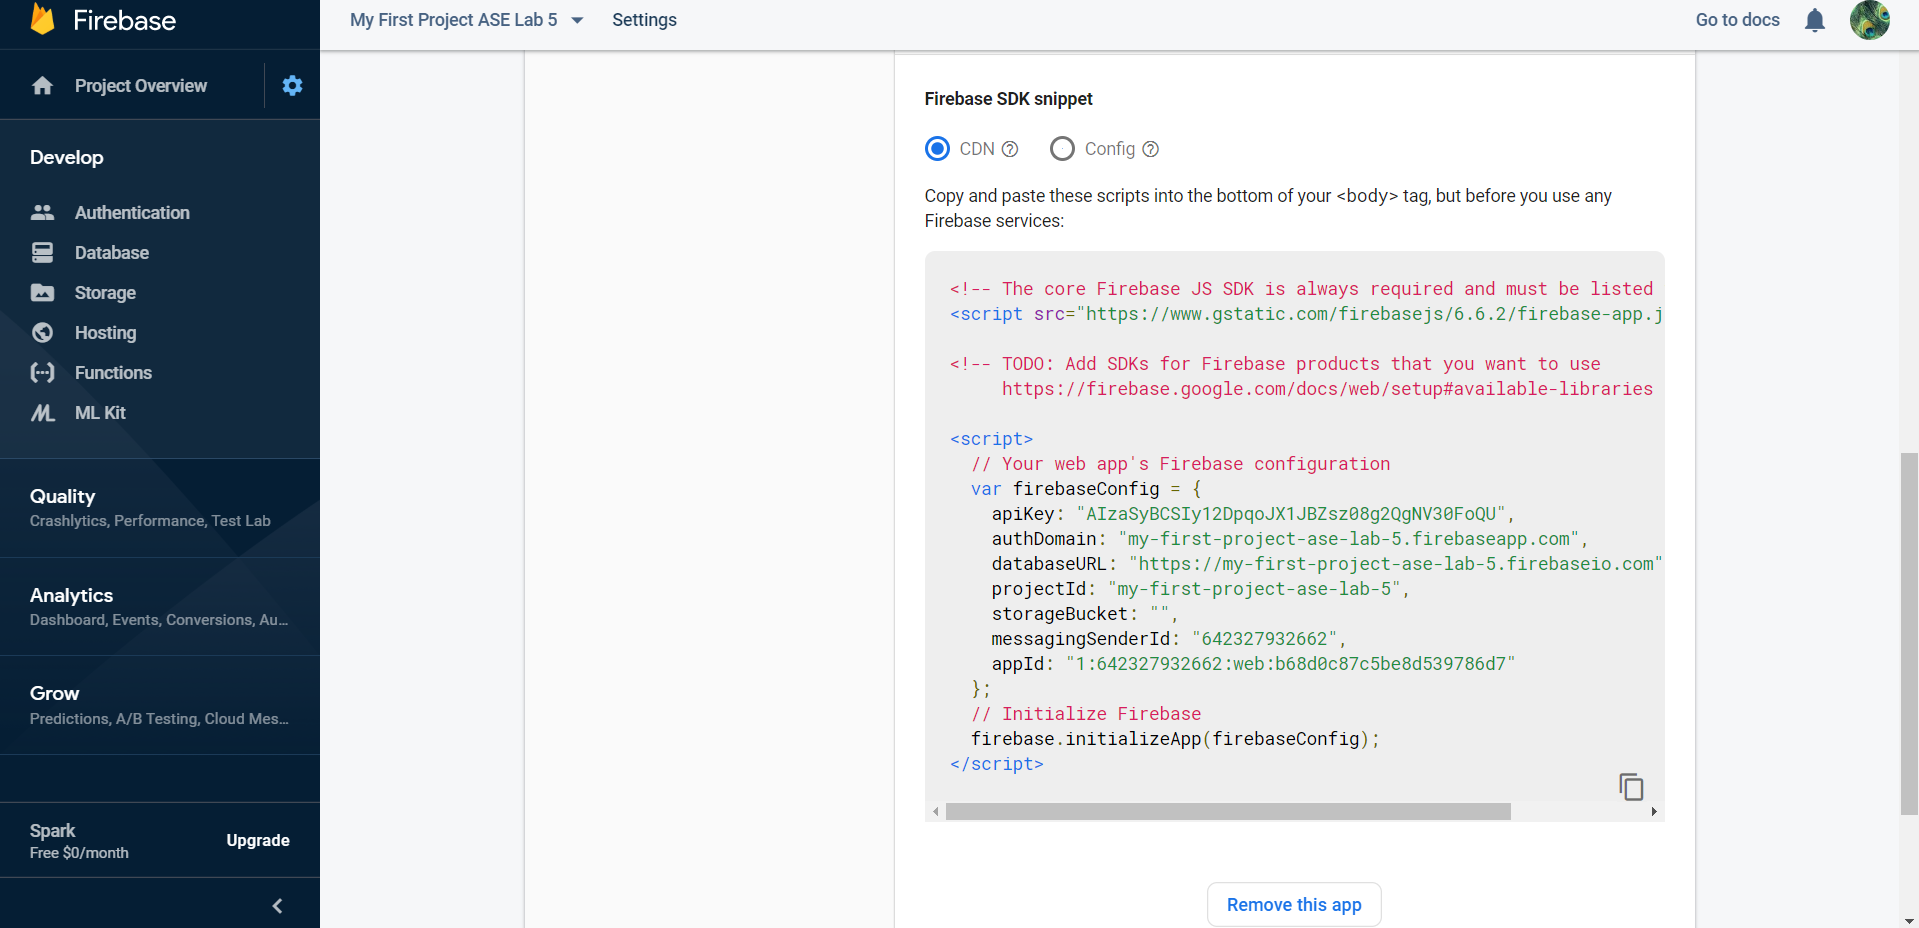 Firebase
My First Project ASE Lab 5
Settings
Go to docs
Project Overview
Develop
Authentication
Database
Storage
Hosting
Functions
ML Kit
Quality
Crashlytics, Performance, Test Lab
Analytics
Dashboard, Events, Conversions, Au...
Grow
Predictions, A/B Testing, Cloud Mes...
Spark
Free $0/month
Upgrade
Firebase SDK snippet
CDN
Config
Copy and paste these scripts into the bottom of your <body> tag, but before you use any
Firebase services:
<!-- The core Firebase JS SDK is always required and must be listed
<script src="https://www.gstatic.com/firebasejs/6.6.2/firebase-app.j
<!-- TODO: Add SDKs for Firebase products that you want to use
https://firebase.google.com/docs/web/setup#available-libraries
<script>
// Your web app's Firebase configuration
var firebaseConfig = {
apiKey: "AIzaSyBCSIy12DpqoJX1JBZsz08g2QgNV30FoQU",
authDomain: "my-first-project-ase-lab-5.firebaseapp.com",
databaseURL: "https://my-first-project-ase-lab-5.firebaseio.com"
projectId: "my-first-project-ase-lab-5",
storageBucket: "",
messagingSenderId: "642327932662",
appId: "1:642327932662:web:b68d0c87c5be8d539786d7"
};
// Initialize Firebase
firebase.initializeApp(firebaseConfig);
</script>
Remove this app